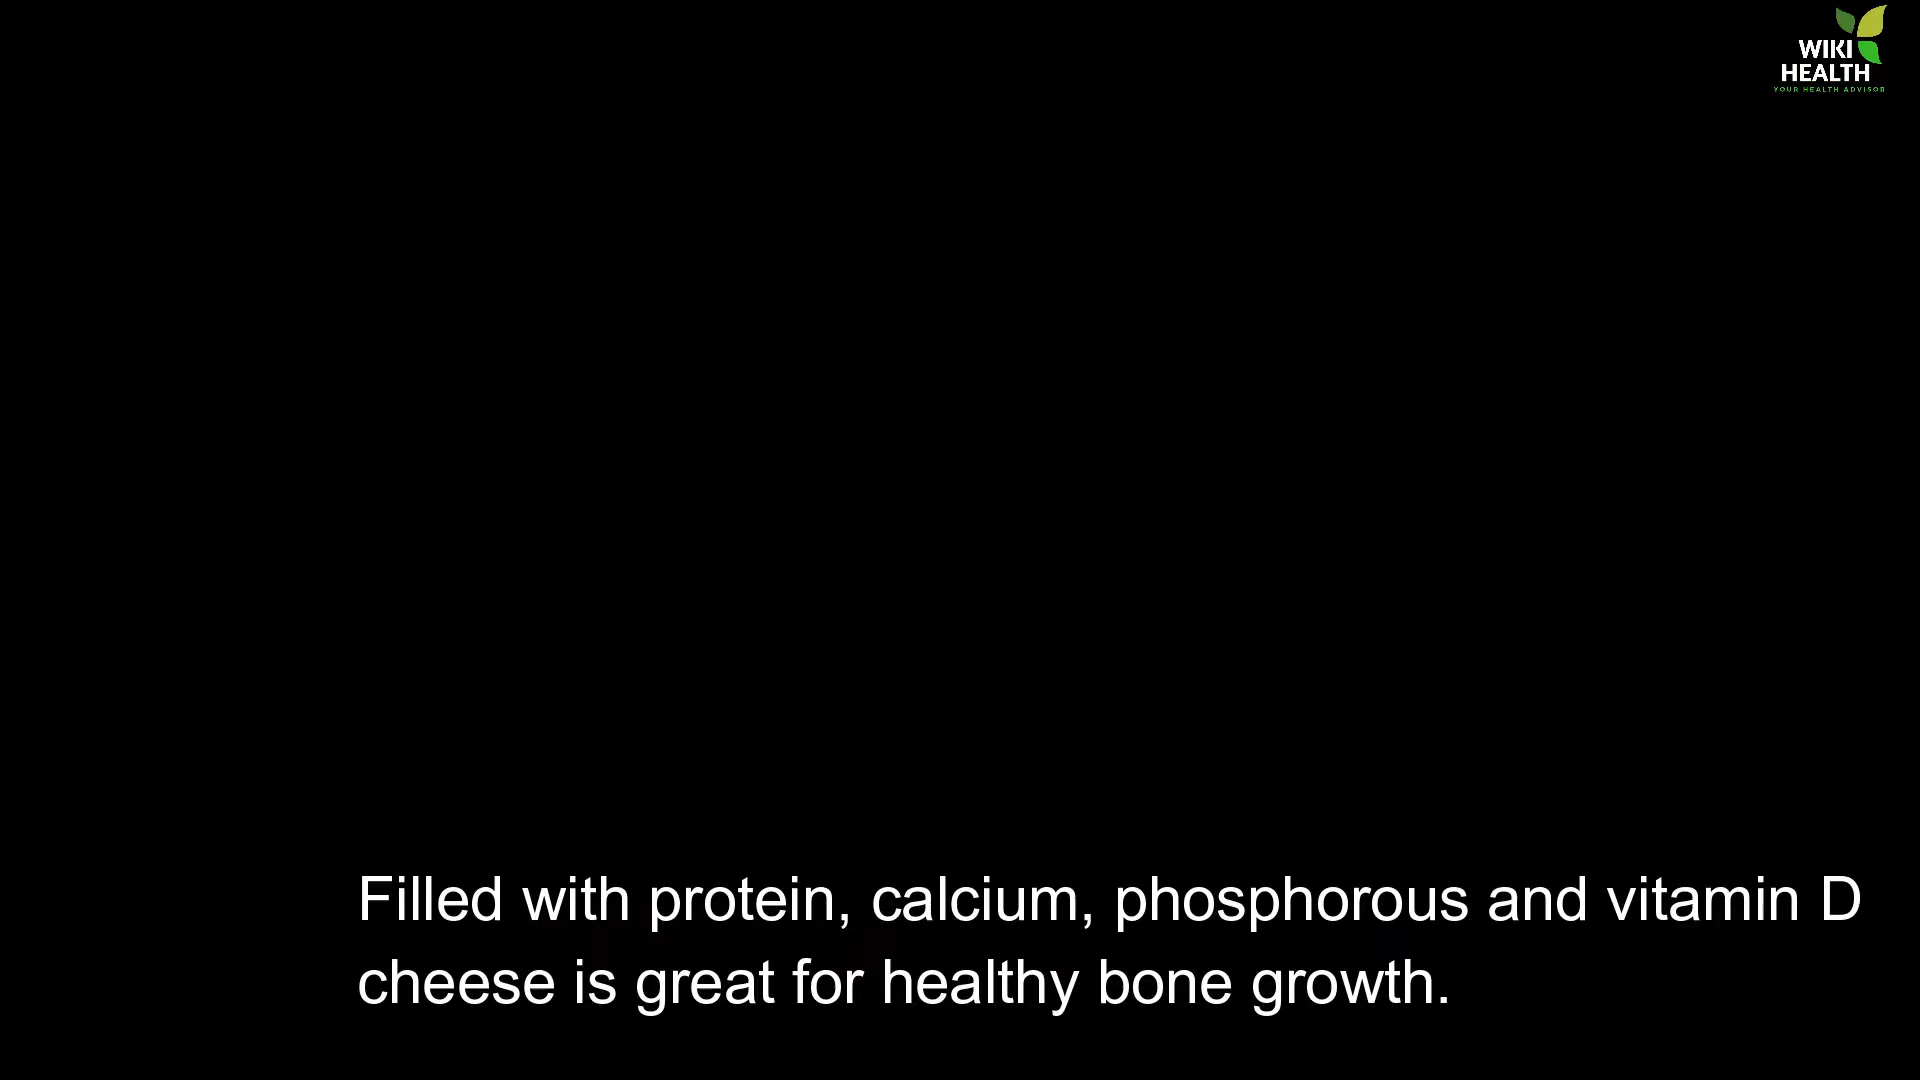 WIKI
HEALTH
YOUR HEALTH ADVISOR
Filled with protein, calcium, phosphorous and vitamin D
cheese is great for healthy bone growth.